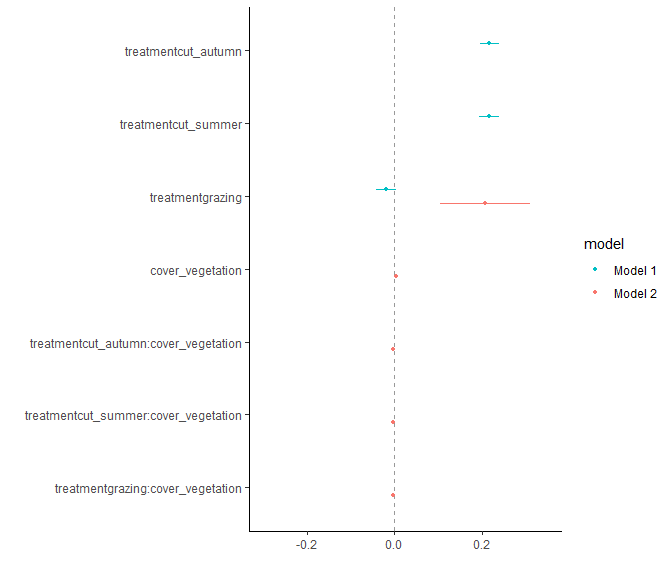 treatmentcut_autumn
treatmentcut_summer
treatmentgrazing
cover_vegetation
treatmentcut_autumn:cover_vegetation
treatmentcut_summer:cover_vegetation
treatmentgrazing:cover_vegetation
-0.2 0.0 0.2
model
Model 1
Model 2